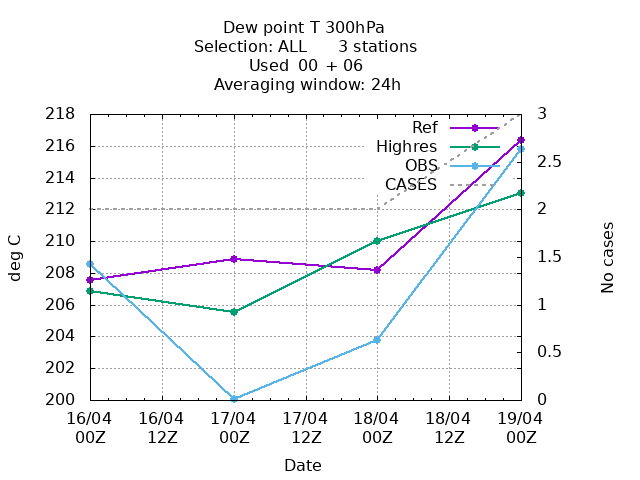 Dew point T 300hPa
Selection: ALL      3 stations
Used  00 + 06
Averaging window: 24h
218
216
214
212
210
208
206
204
202
200
3
2.5
2
1.5
1
0.5
0
deg C
No cases
Ref
Highres
OBS
CASES
16/04 16/04 17/04 17/04 18/04 18/04 19/04
00Z 12Z 00Z 12Z 00Z 12Z 00Z
Date